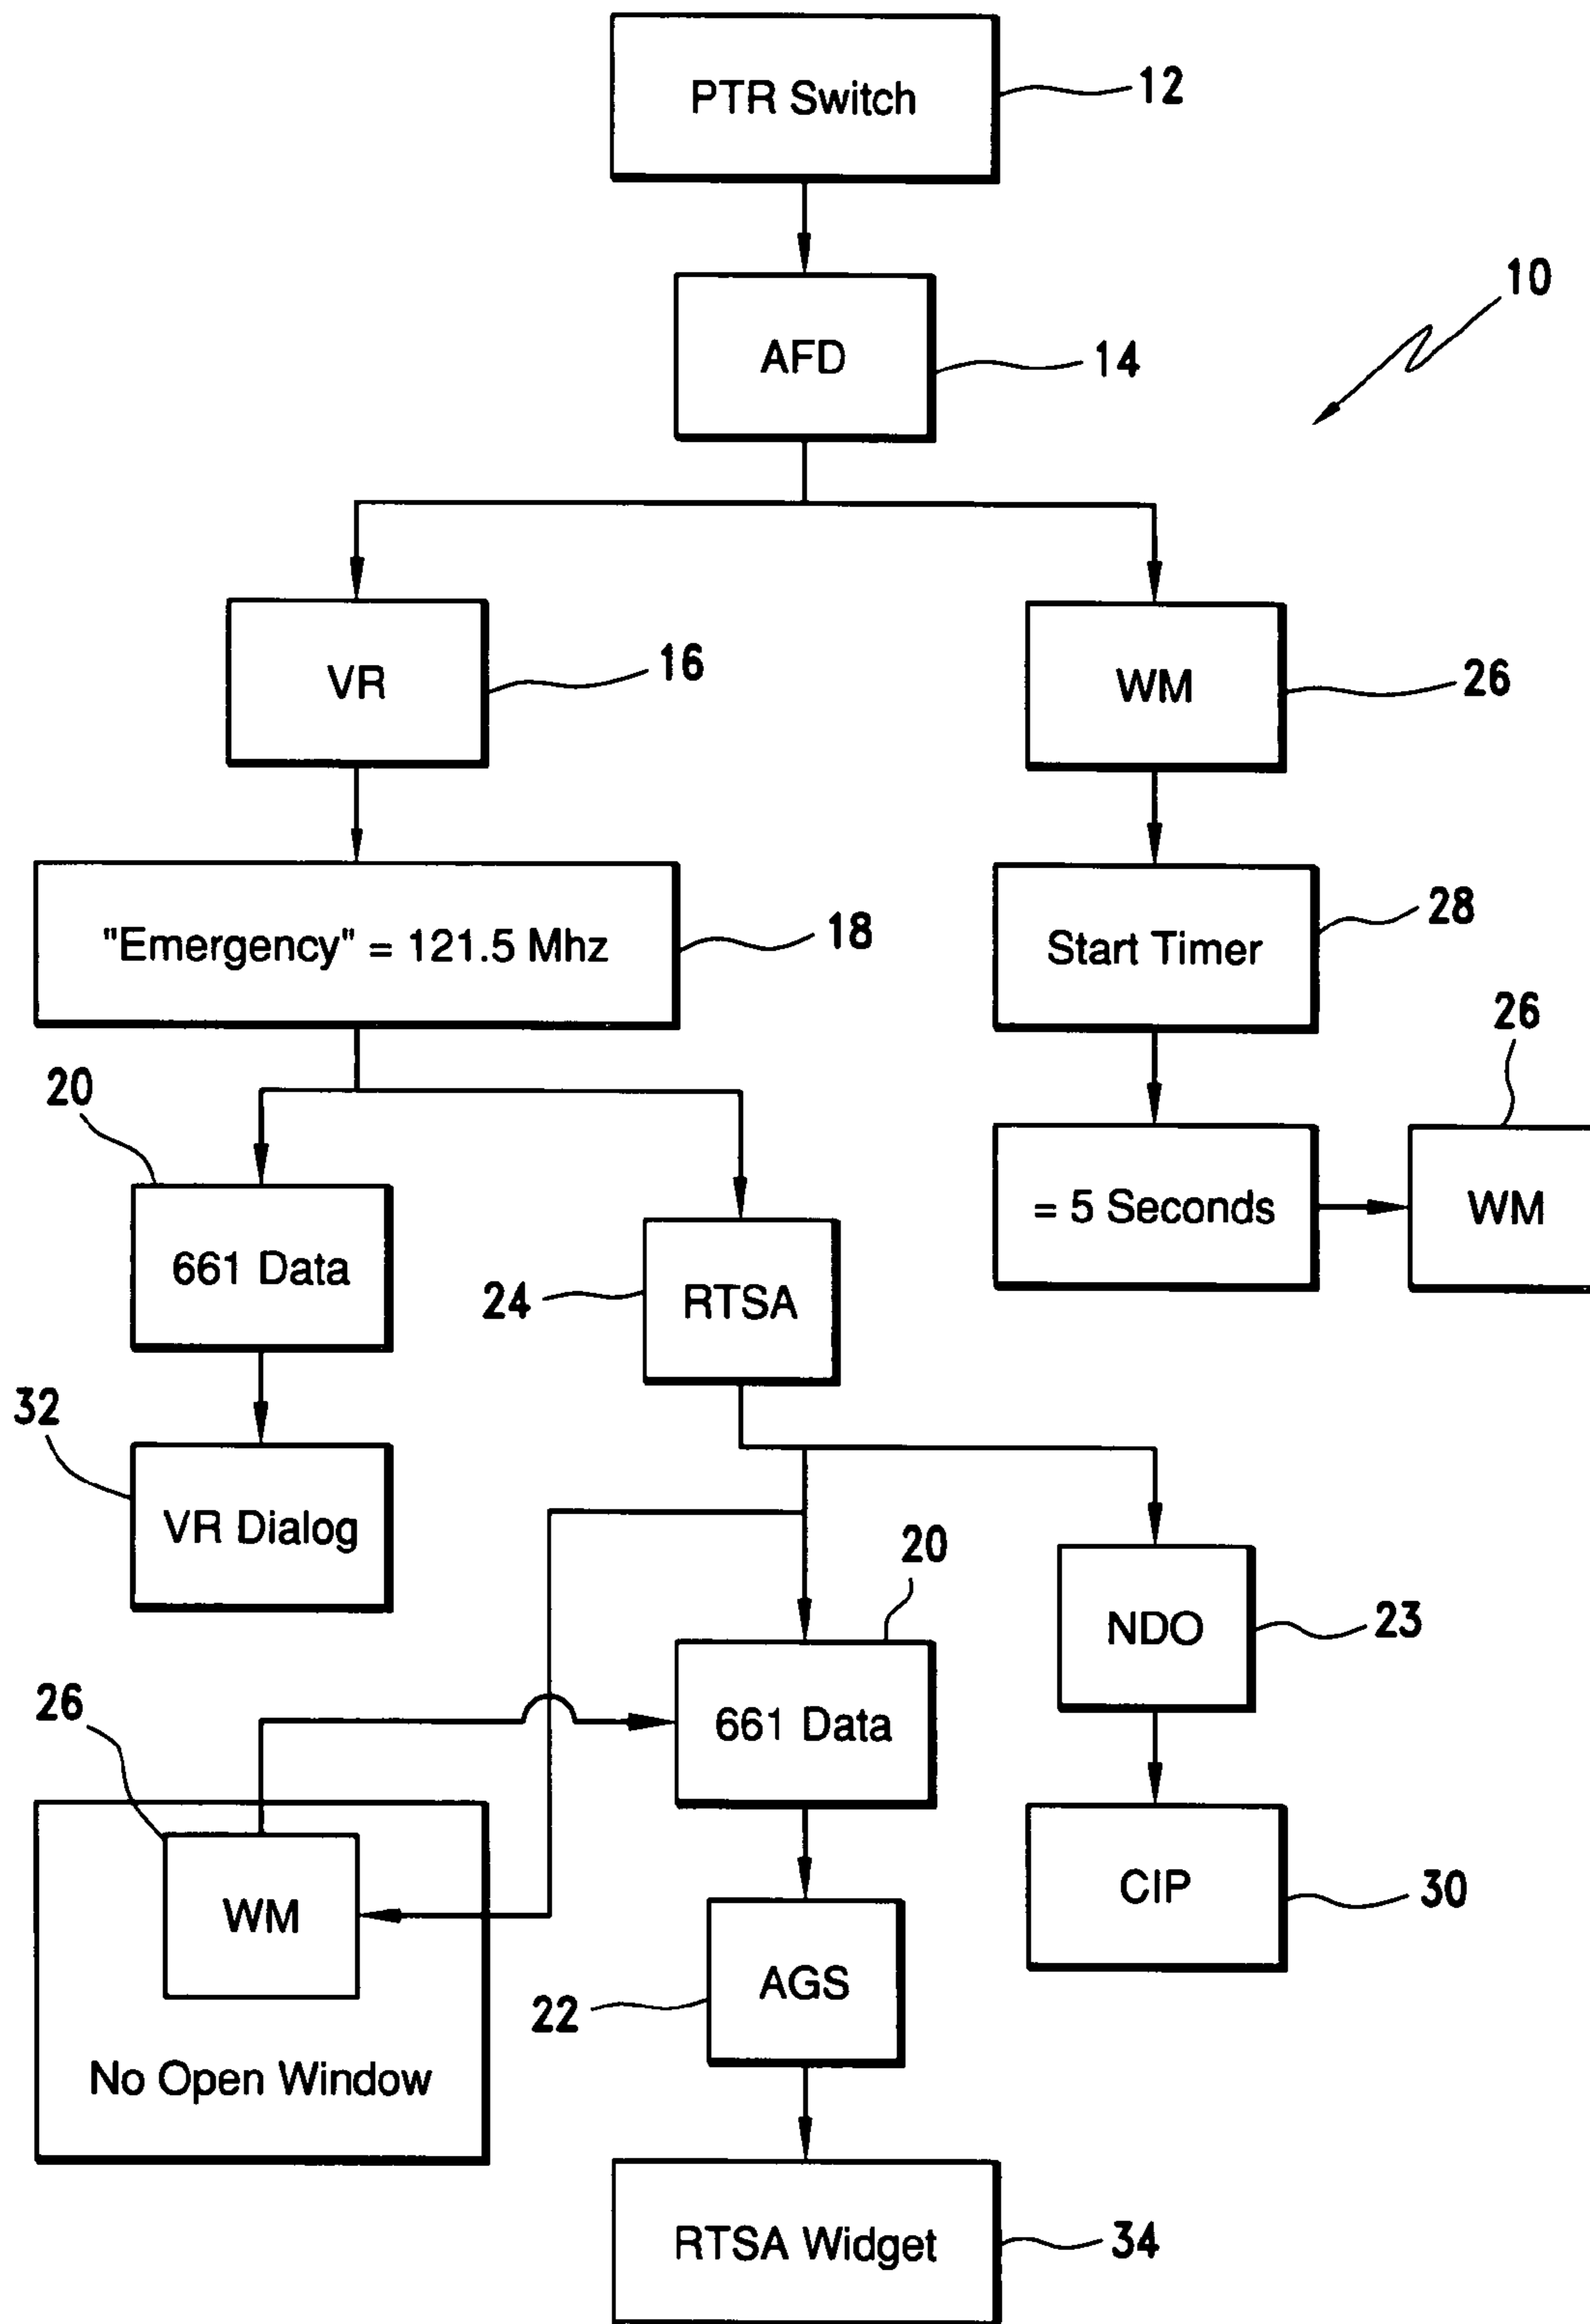 PTR Switch
12
10
AFD
14
VR
16
WM
26
"Emergency" = 121.5 Mhz
18
Start Timer
28
26
20
661 Data
24
RTSA
= 5 Seconds
WM
32
VR Dialog
20
NDO
23
26
661 Data
WM
CIP
30
22
AGS
No Open Window
RTSA Widget
34